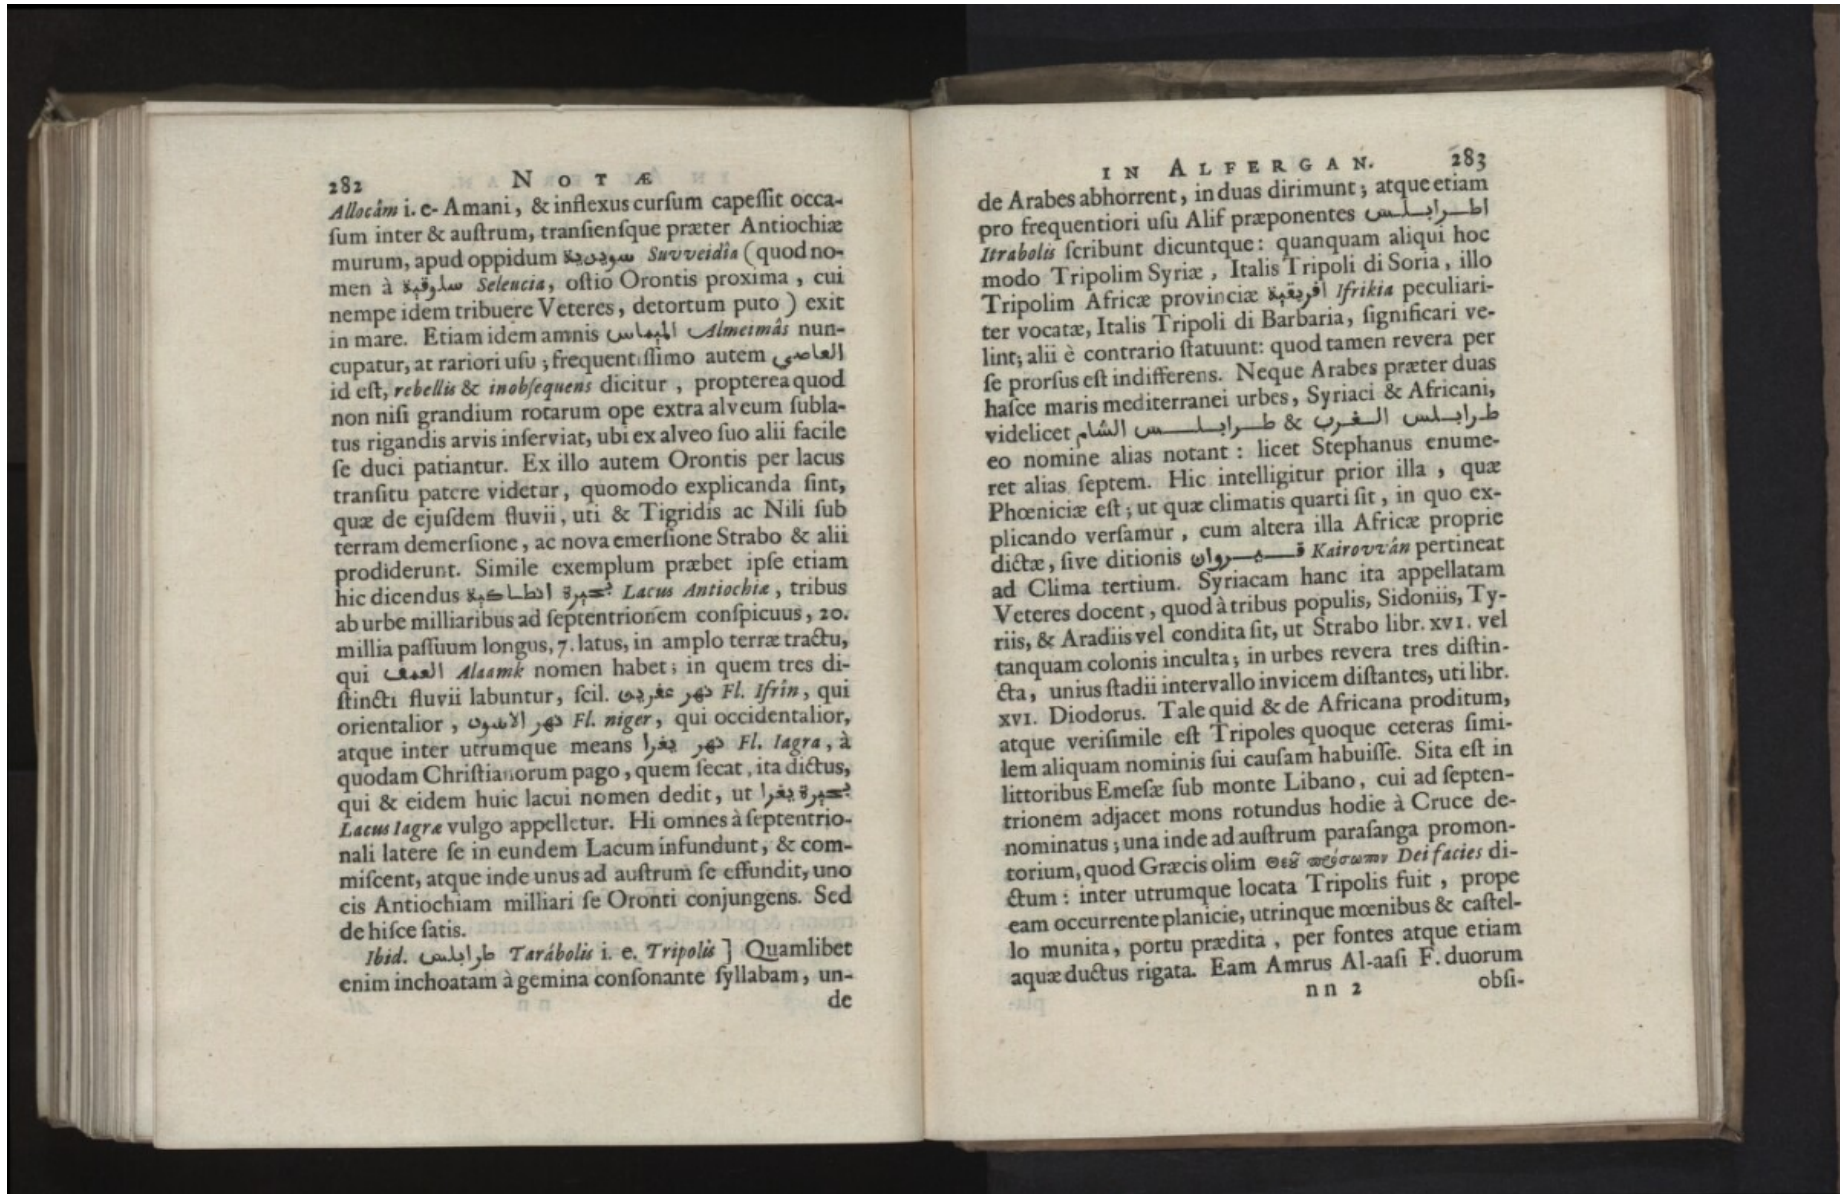 282 NOTÆ
Allocâm i. e. Amani, & inflexus cursum capessit occa-
ſum inter & auſtrum, tranſienſque præter Antiochiæ
murum, apud oppidum سويدية Suvveidîa (quod no-
men à سلوقية Seleucia, oſtio Orontis proxima, cui
nempe idem tribuere Veteres, detortum puto) exit
in mare. Etiam idem amnis الميماس Almeimâs nun-
cupatur, at rariori uſu; frequentiſſimo autem العاصي
id eſt, rebellis & inobſequens dicitur, propterea quod
non niſi grandium rotarum ope extra alveum ſubla-
tus rigandis arvis inſerviat, ubi ex alveo ſuo alii facile
ſe duci patiantur. Ex illo autem Orontis per lacus
tranſitu patere videtur, quomodo explicanda ſint,
quæ de ejuſdem fluvii, uti & Tigridis ac Nili ſub
terram demerſione, ac nova emerſione Strabo & alii
prodiderunt. Simile exemplum præbet ipſe etiam
hic dicendus بحيرة انطاكية Lacus Antiochiæ, tribus
ab urbe milliaribus ad ſeptentrionem conſpicuus, 20.
millia paſſuum longus, 7. latus, in amplo terræ tractu,
qui العمق Alaamk nomen habet; in quem tres di-
ſtincti fluvii labuntur, ſcil. نهر عفرين Fl. Ifrîn, qui
orientalior, نهر الاسود Fl. niger, qui occidentalior,
atque inter utrumque means نهر يغرا Fl. Iagra, à
quodam Chriſtianorum pago, quem ſecat, ita dictus,
qui & eidem huic lacui nomen dedit, ut بحيرة يغرا
Lacus Iagræ vulgo appelletur. Hi omnes à ſeptentrio-
nali latere ſe in eundem Lacum infundunt, & com-
miſcent, atque inde unus ad auſtrum ſe effundit, uno
cis Antiochiam milliari ſe Oronti conjungens. Sed
de hiſce ſatis.
Ibid. طرابلس Tarábolis i. e. Tripolis ] Quamlibet
enim inchoatam à gemina conſonante ſyllabam, un-
de
IN ALFERGAN. 283
de Arabes abhorrent, in duas dirimunt; atque etiam
pro frequentiori uſu Alif præponentes اطرابلس
Itrabolis ſcribunt dicuntque: quanquam aliqui hoc
modo Tripolim Syriæ, Italis Tripoli di Soria, illo
Tripolim Africæ provinciæ افريقية Ifrikia peculiari-
ter vocatæ, Italis Tripoli di Barbaria, ſignificari ve-
lint; alii è contrario ſtatuunt: quod tamen revera per
ſe prorſus eſt indifferens. Neque Arabes præter duas
haſce maris mediterranei urbes, Syriaci & Africani,
videlicet طرابلس الشام & طرابلس الغرب
eo nomine alias notant: licet Stephanus enume-
ret alias ſeptem. Hic intelligitur prior illa, quæ
Phœniciæ eſt; ut quæ climatis quarti ſit, in quo ex-
plicando verſamur, cum altera illa Africæ proprie
dictæ, ſive ditionis قيروان Kairovvân pertineat
ad Clima tertium. Syriacam hanc ita appellatam
Veteres docent, quod à tribus populis, Sidoniis, Ty-
riis, & Aradiis vel condita ſit, ut Strabo libr. XVI. vel
tanquam colonis inculta; in urbes revera tres diſtin-
cta, unius ſtadii intervallo invicem diſtantes, uti libr.
XVI. Diodorus. Tale quid & de Africana proditum,
atque veriſimile eſt Tripoles quoque ceteras ſimi-
lem aliquam nominis ſui cauſam habuiſſe. Sita eſt in
littoribus Emeſæ ſub monte Libano, cui ad ſepten-
trionem adjacet mons rotundus hodie à Cruce de-
nominatus; una inde ad auſtrum paraſanga promon-
torium, quod Græcis olim Θεοῦ πρόσωπον Dei facies di-
ctum: inter utrumque locata Tripolis fuit, prope
eam occurrente planicie, utrinque mœnibus & caſtel-
lo munita, portu prædita, per fontes atque etiam
aquæ ductus rigata. Eam Amrus Al-aaſi F. duorum
nn 2 obſi-